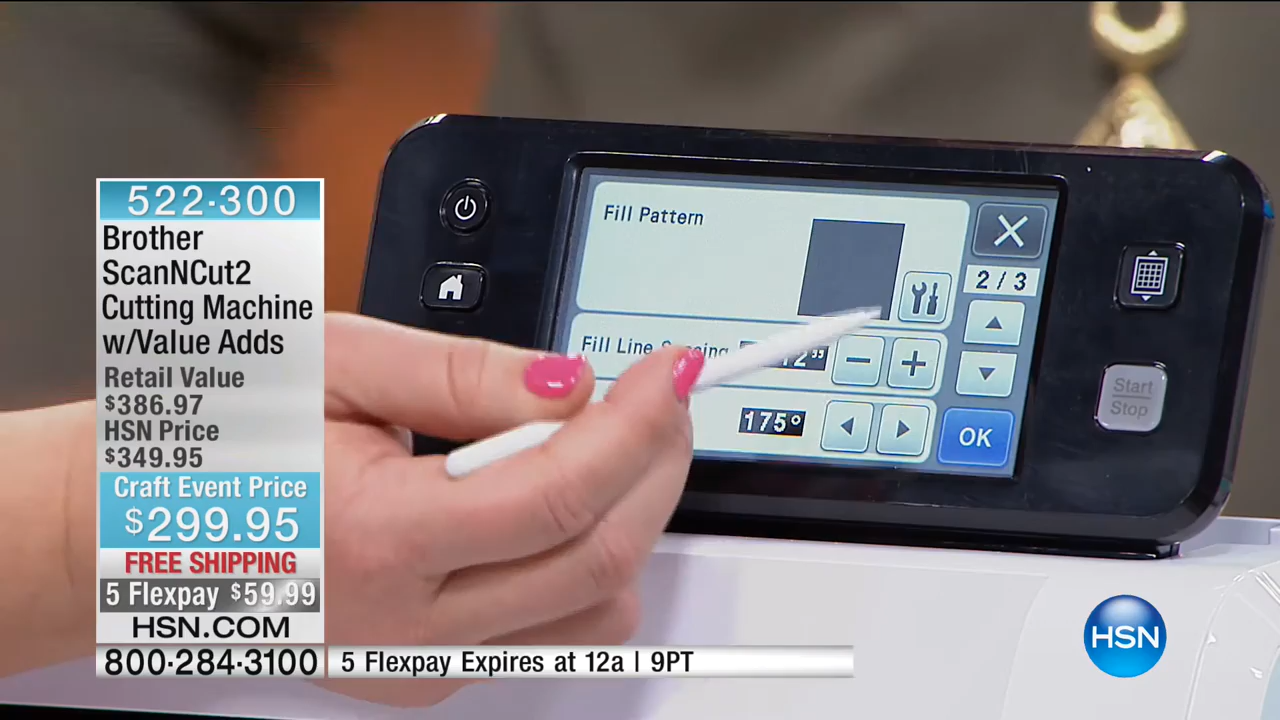 522-300
Brother
ScanNCut2
Cutting Machine
w/Value Adds
Retail Value
$386.97
HSN Price
$349.95
Craft Event Price
$299.95
FREE SHIPPING
5 Flexpay $59.99
HSN.COM
800-284-3100
5 Flexpay Expires at 12a | 9PT
Fill Pattern
2/3
Fill Line
175°
OK
Start
Stop
HSN